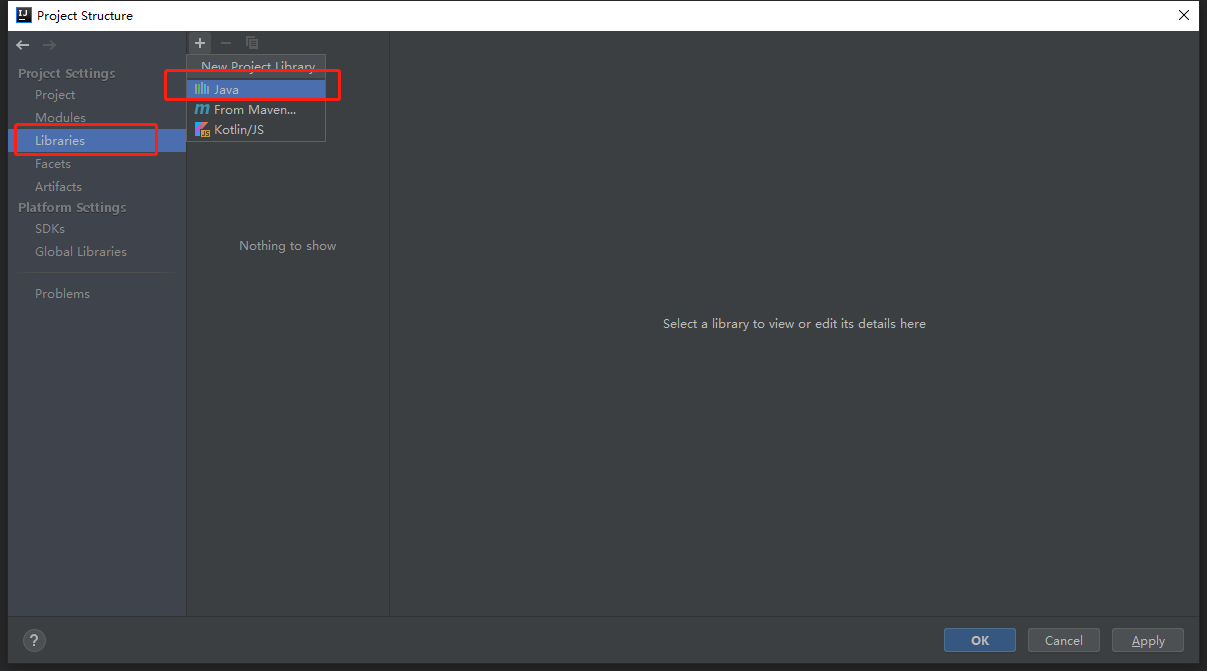 Project Structure
Project Settings
Project
Modules
Libraries
Facets
Artifacts
Platform Settings
SDKs
Global Libraries
Problems
New Project Library
Java
From Maven...
Kotlin/JS
Nothing to show
Select a library to view or edit its details here
?
OK
Cancel
Apply